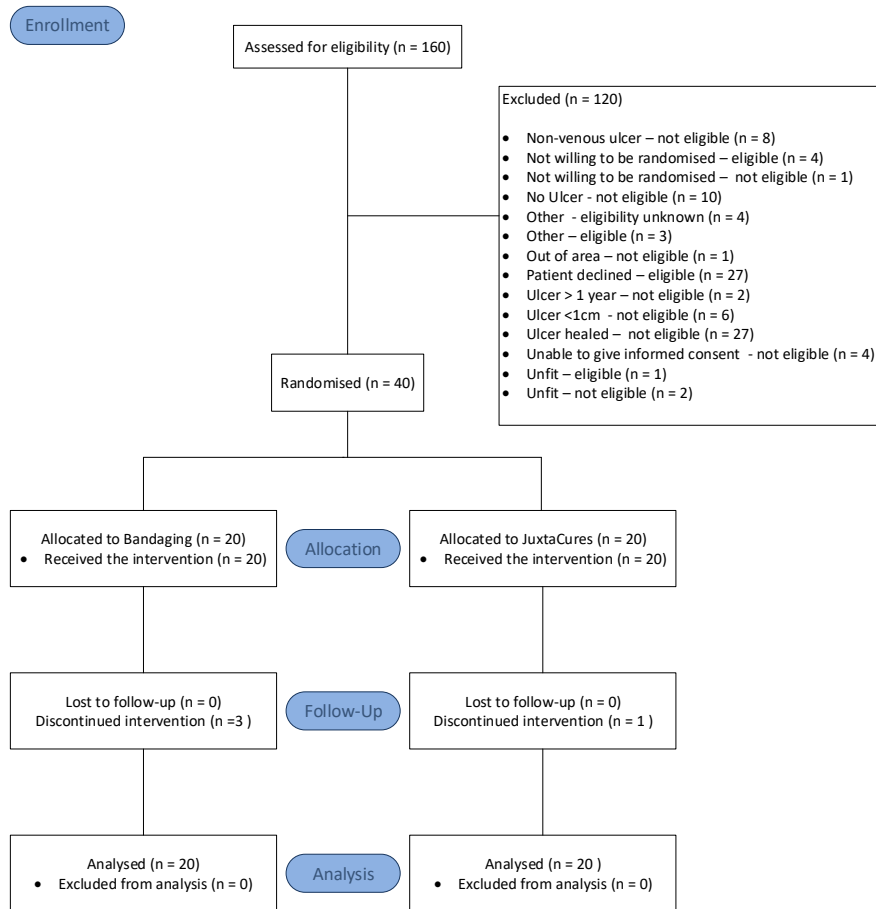 Enrollment
Assessed for eligibility (n = 160)
Excluded (n = 120)
• Non-venous ulcer – not eligible (n = 8)
• Not willing to be randomised – eligible (n = 4)
• Not willing to be randomised – not eligible (n = 1)
• No Ulcer - not eligible (n = 10)
• Other - eligibility unknown (n = 4)
• Other – eligible (n = 3)
• Out of area – not eligible (n = 1)
• Patient declined – eligible (n = 27)
• Ulcer > 1 year – not eligible (n = 2)
• Ulcer <1cm - not eligible (n = 6)
• Ulcer healed – not eligible (n = 27)
• Unable to give informed consent - not eligible (n = 4)
• Unfit – eligible (n = 1)
• Unfit – not eligible (n = 2)
Randomised (n = 40)
Allocated to Bandaging (n = 20)
• Received the intervention (n = 20)
Allocation
Allocated to JuxtaCures (n = 20)
• Received the intervention (n = 20)
Lost to follow-up (n = 0)
Discontinued intervention (n =3 )
Follow-Up
Lost to follow-up (n = 0)
Discontinued intervention (n = 1 )
Analysed (n = 20)
• Excluded from analysis (n = 0)
Analysis
Analysed (n = 20 )
• Excluded from analysis (n = 0)